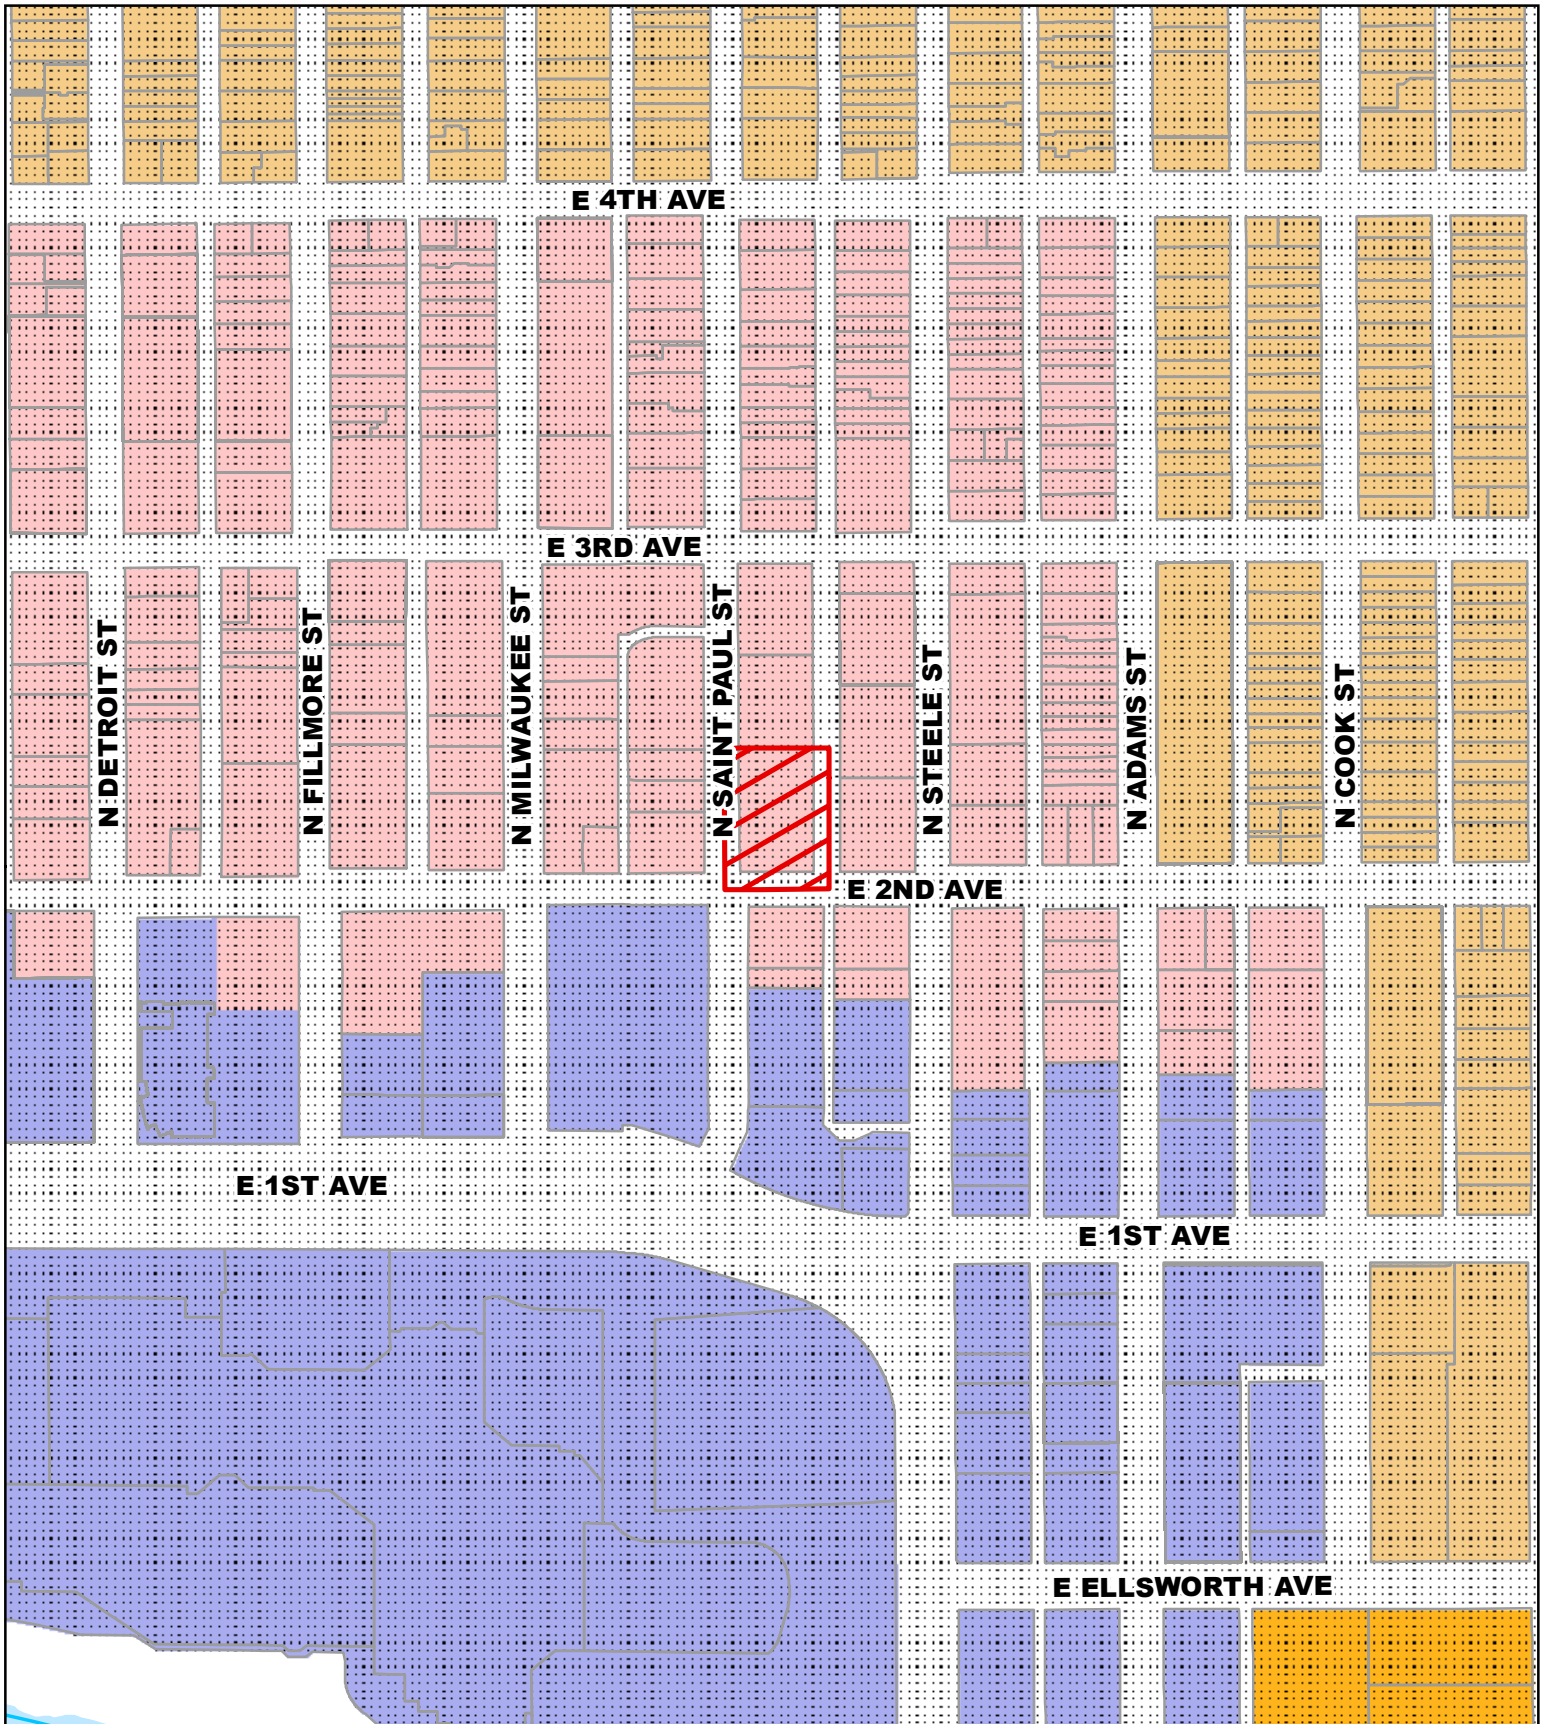 E 4TH AVE
E 3RD AVE
N DETROIT ST
N FILLMORE ST
N MILWAUKEE ST
N SAINT PAUL ST
N STEELE ST
N ADAMS ST
N COOK ST
E 2ND AVE
E 1ST AVE
E 1ST AVE
E ELLSWORTH AVE